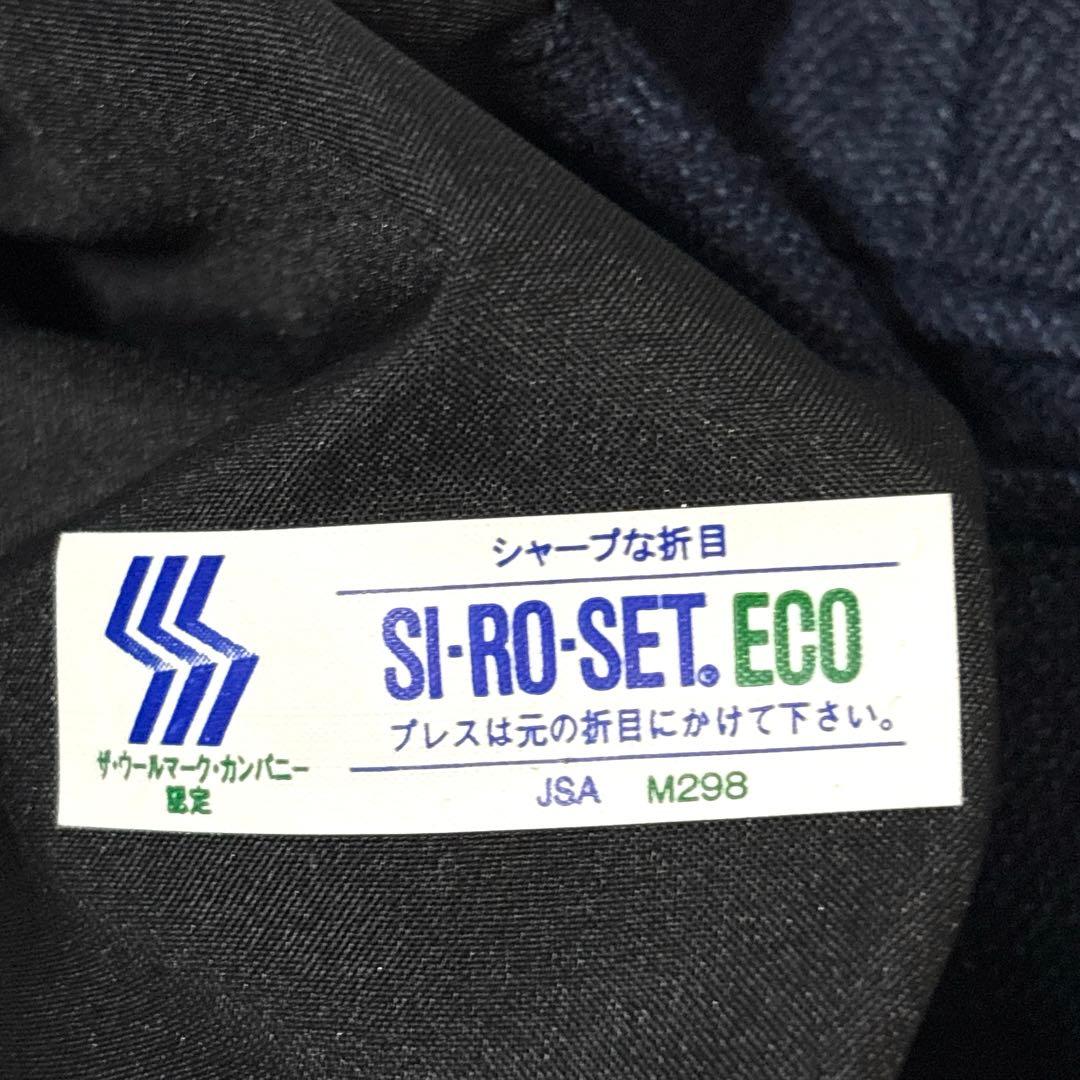 シャープな折目
SI-RO-SET® ECO
プレスは元の折目にかけて下さい。
ザ・ウールマーク・カンパニー
認定
JSA M298